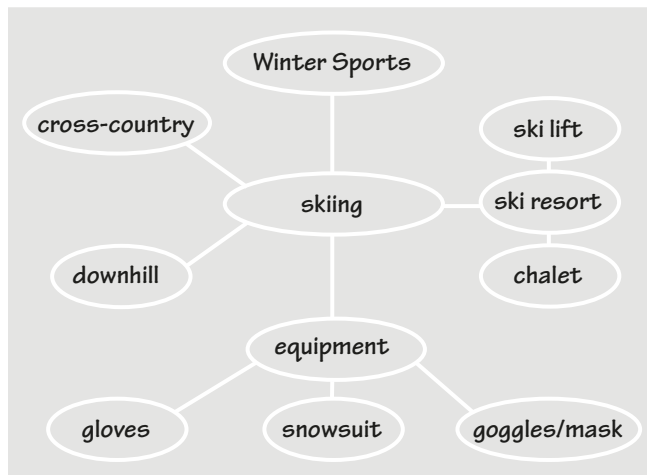 Winter Sports
cross-country
ski lift
skiing
ski resort
downhill
chalet
equipment
gloves
snowsuit
goggles/mask